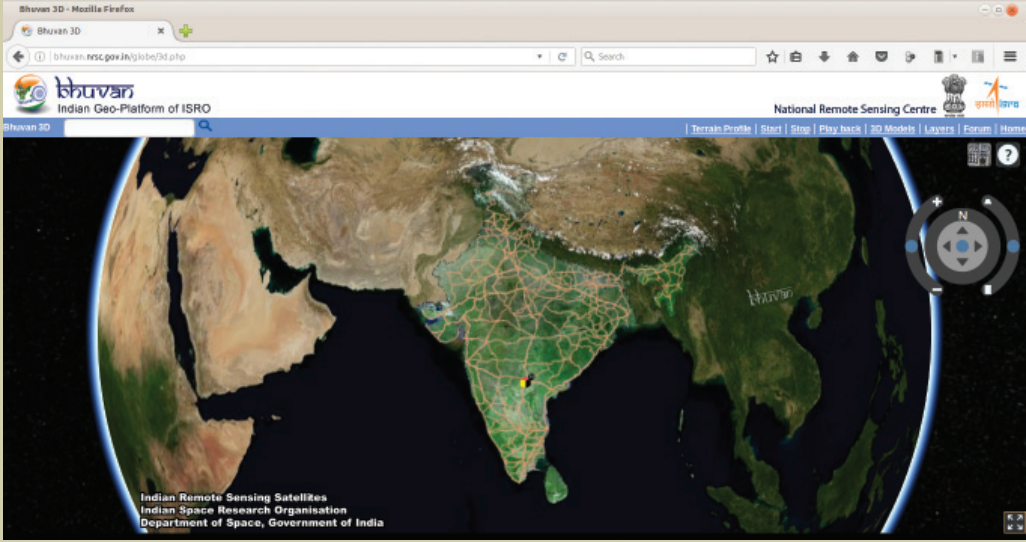 Bhuvan 3D - Mozilla Firefox
Bhuvan 3D
bhuvan.nrsc.gov.in/globe/3d.php
Search
bhuvan
Indian Geo-Platform of ISRO
National Remote Sensing Centre
इसरो isro
Bhuvan 3D
| Terrain Profile | Start | Stop | Play back | 3D Models | Layers | Forum | Home
?
N
bhuvan
Indian Remote Sensing Satellites
Indian Space Research Organisation
Department of Space, Government of India